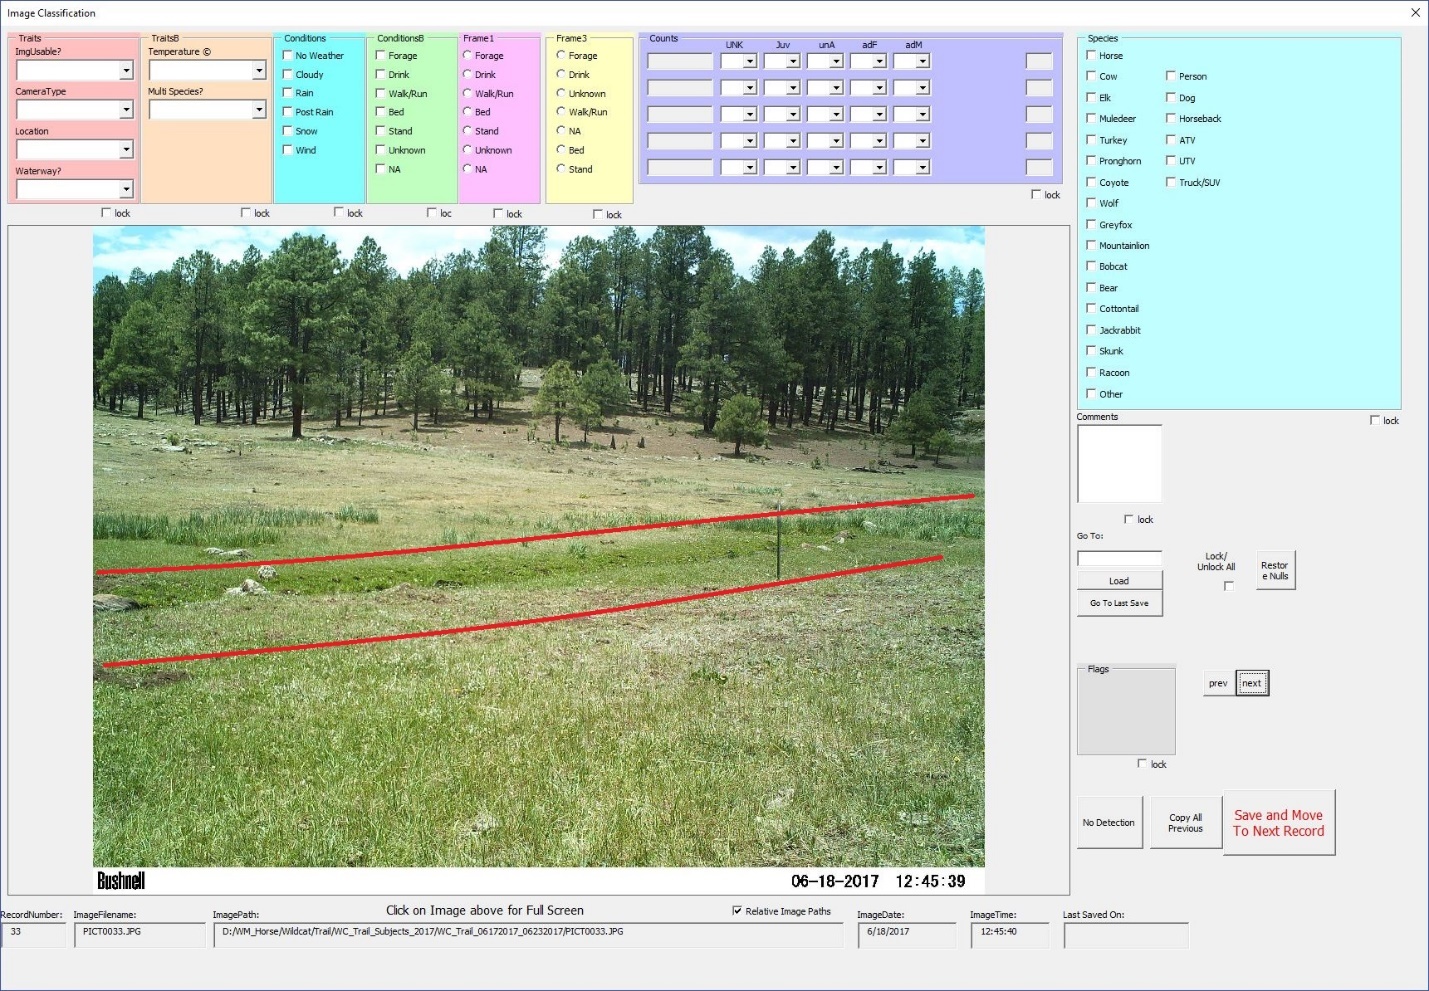 Image Classification
Traits
ImgUsable?
CameraType
Location
Waterway?
lock
TraitsB
Temperature ©
Multi Species?
lock
Conditions
No Weather
Cloudy
Rain
Post Rain
Snow
Wind
lock
ConditionsB
Forage
Drink
Walk/Run
Bed
Stand
Unknown
NA
loc
Frame1
Forage
Drink
Walk/Run
Bed
Stand
Unknown
NA
lock
Frame3
Forage
Drink
Unknown
Walk/Run
NA
Bed
Stand
lock
Counts
UNK Juv unA adF adM
lock
Species
Horse
Cow
Elk
Muledeer
Turkey
Pronghorn
Coyote
Wolf
Greyfox
Mountainlion
Bobcat
Bear
Cottontail
Jackrabbit
Skunk
Racoon
Other
Person
Dog
Horseback
ATV
UTV
Truck/SUV
lock
Comments
lock
Go To:
Load
Go To Last Save
Lock/
Unlock All
Restor
e Nulls
Flags
lock
prev
next
No Detection
Copy All
Previous
Save and Move
To Next Record
Bushnell
06-18-2017 12:45:39
Click on Image above for Full Screen
Relative Image Paths
RecordNumber:
33
ImageFilename:
PICT0033.JPG
ImagePath:
D:/WM_Horse/Wildcat/Trail/WC_Trail_Subjects_2017/WC_Trail_06172017_06232017/PICT0033.JPG
ImageDate:
6/18/2017
ImageTime:
12:45:40
Last Saved On: